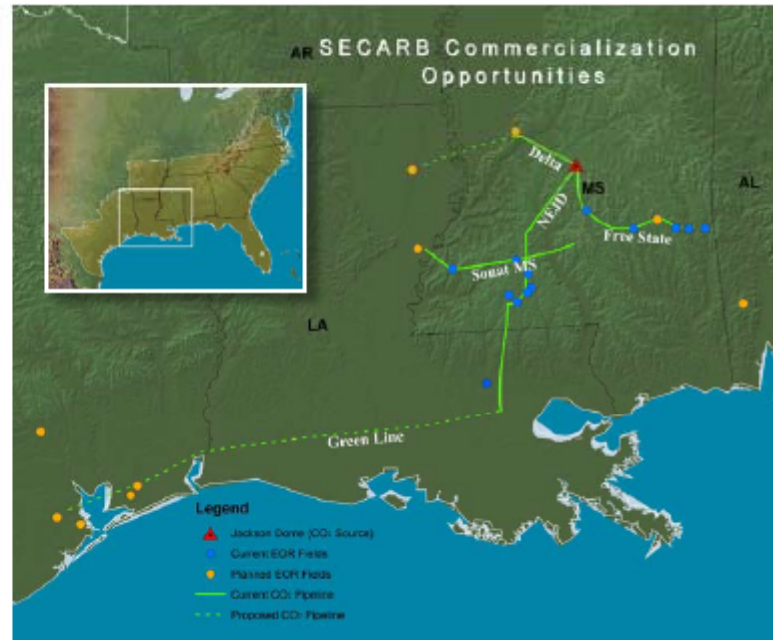 SECARB Commercialization
Opportunities
AR
Delta
MS
AL
NEJD
Free State
Sonat MS
LA
Green Line
Legend
Jackson Dome (CO₂ Source)
Current EOR Fields
Planned EOR Fields
Current CO₂ Pipeline
Proposed CO₂ Pipeline